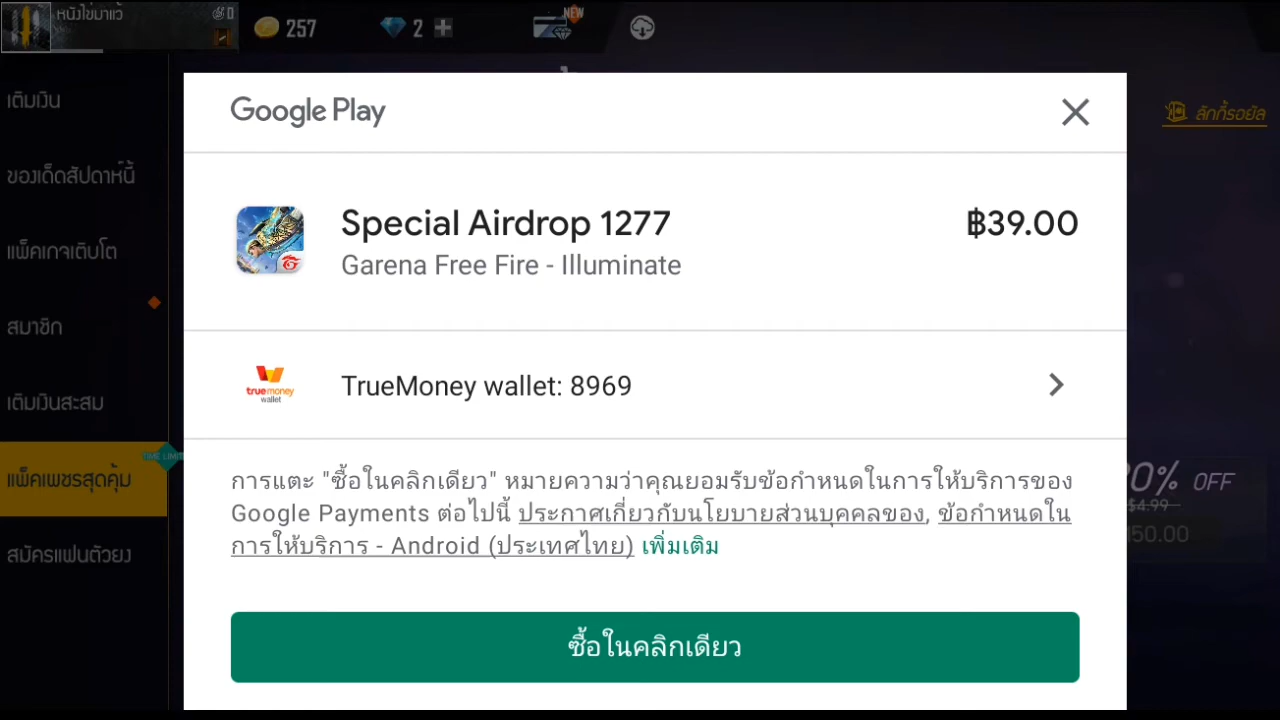 หนังไข่มาแว้
0
257
2
NEW
เติมเงิน
ของเด็ดสัปดาห์นี้
แพ็คเกจเติบโต
สมาชิก
เติมเงินสะสม
TIME LIMIT
แพ็คเพชรสุดคุ้ม
สมัครแฟนตัวยง
ลักกี้รอยัล
Google Play
Special Airdrop 1277
฿39.00
Garena Free Fire - Illuminate
truemoney
wallet
TrueMoney wallet: 8969
การแตะ "ซื้อในคลิกเดียว" หมายความว่าคุณยอมรับข้อกำหนดในการให้บริการของ
Google Payments ต่อไปนี้ ประกาศเกี่ยวกับนโยบายส่วนบุคคลของ, ข้อกำหนดใน
การให้บริการ - Android (ประเทศไทย) เพิ่มเติม
ซื้อในคลิกเดียว
0% OFF
$4.99
150.00